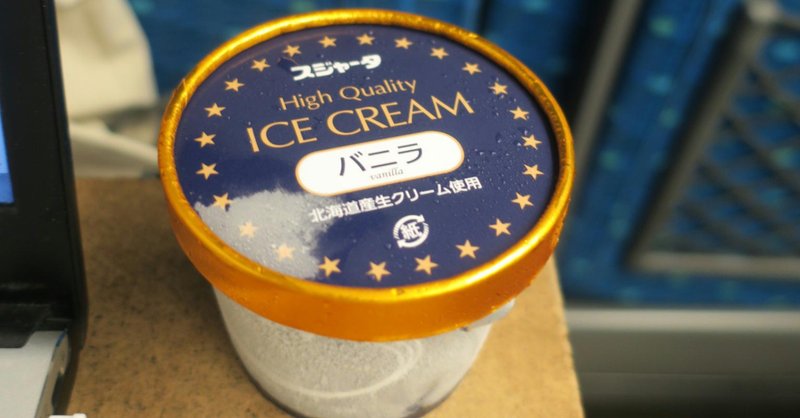 スジャータ
High Quality
ICE CREAM
バニラ
vanilla
北海道産生クリーム使用
紙